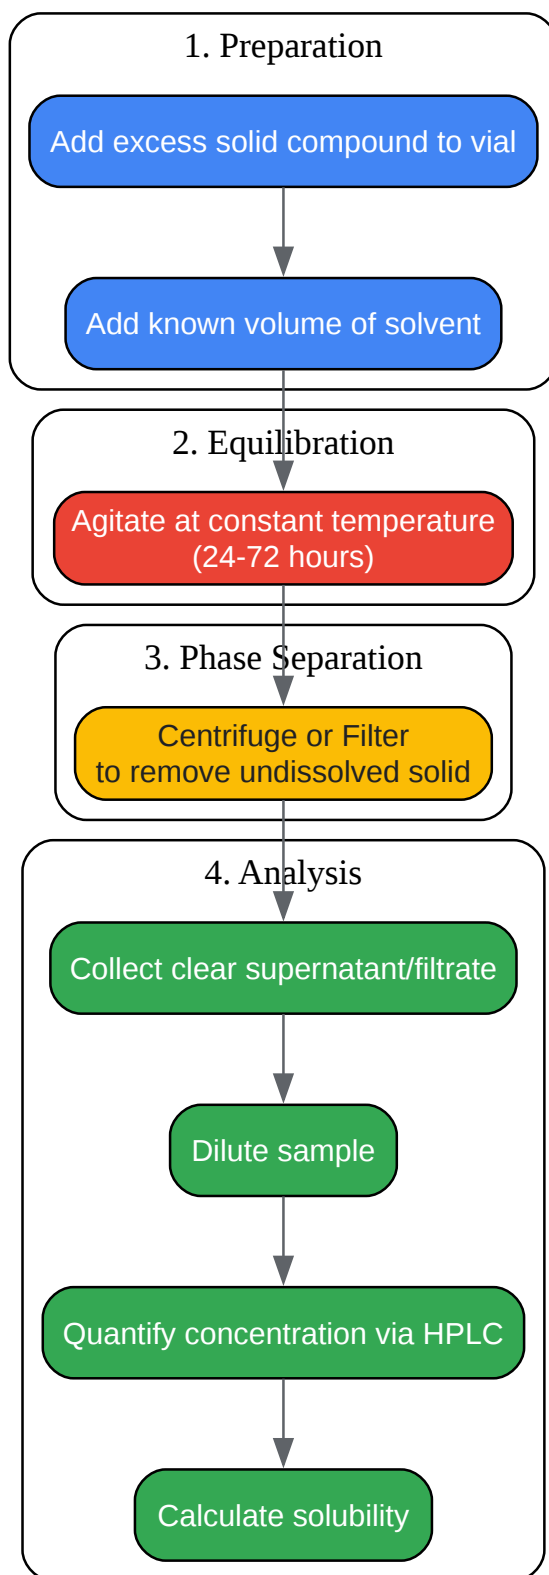 1. Preparation
Add excess solid compound to vial
Add known volume of solvent
2. Equilibration
Agitate at constant temperature
(24-72 hours)
3. Phase Separation
Centrifuge or Filter
to remove undissolved solid
4. Analysis
Collect clear supernatant/filtrate
Dilute sample
Quantify concentration via HPLC
Calculate solubility